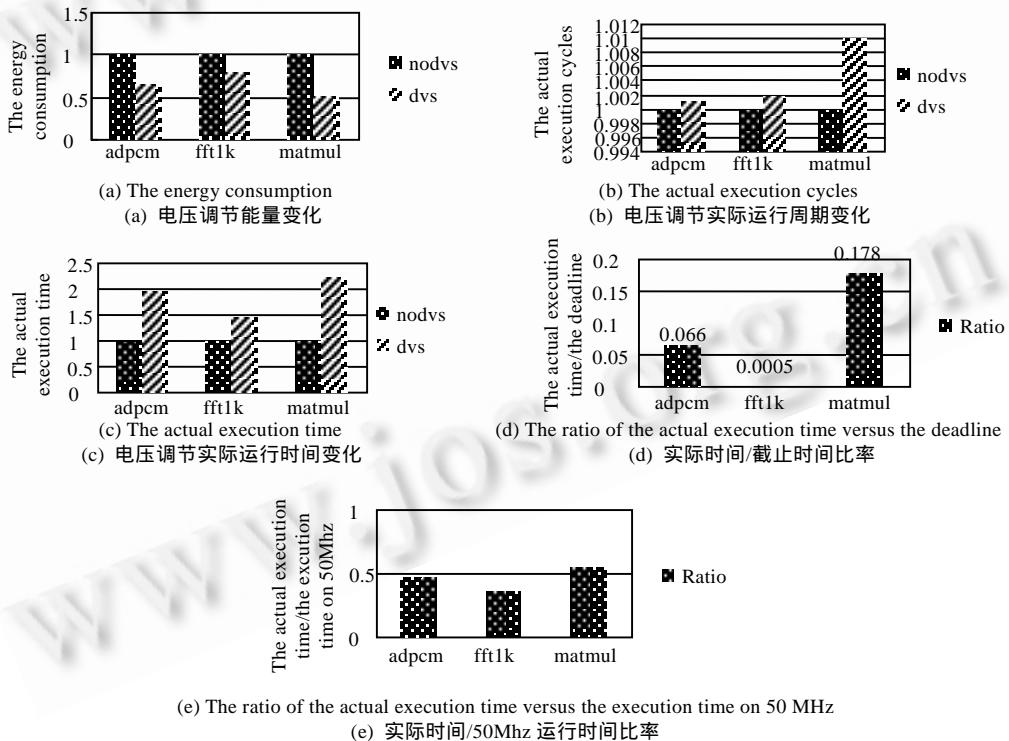 The energy
consumption
1.5
1
0.5
0
adpcm fft1k matmul
nodvs
dvs
(a) The energy consumption
(a) 电压调节能量变化
The actual
execution cycles
1.012
1.01
1.008
1.006
1.004
1.002
1
0.998
0.996
0.994
adpcm fft1k matmul
nodvs
dvs
(b) The actual execution cycles
(b) 电压调节实际运行周期变化
The actual
execution time
2.5
2
1.5
1
0.5
0
adpcm fft1k matmul
nodvs
dvs
(c) The actual execution time
(c) 电压调节实际运行时间变化
The actual execution
time/the deadline
0.2
0.15
0.1
0.05
0
0.066
0.0005
0.178
adpcm fft1k matmul
Ratio
(d) The ratio of the actual execution time versus the deadline
(d) 实际时间/截止时间比率
The actual execution
time/the excution
time on 50Mhz
1
0.5
0
adpcm fft1k matmul
Ratio
(e) The ratio of the actual execution time versus the execution time on 50 MHz
(e) 实际时间/50Mhz 运行时间比率
www.jos.org.cn